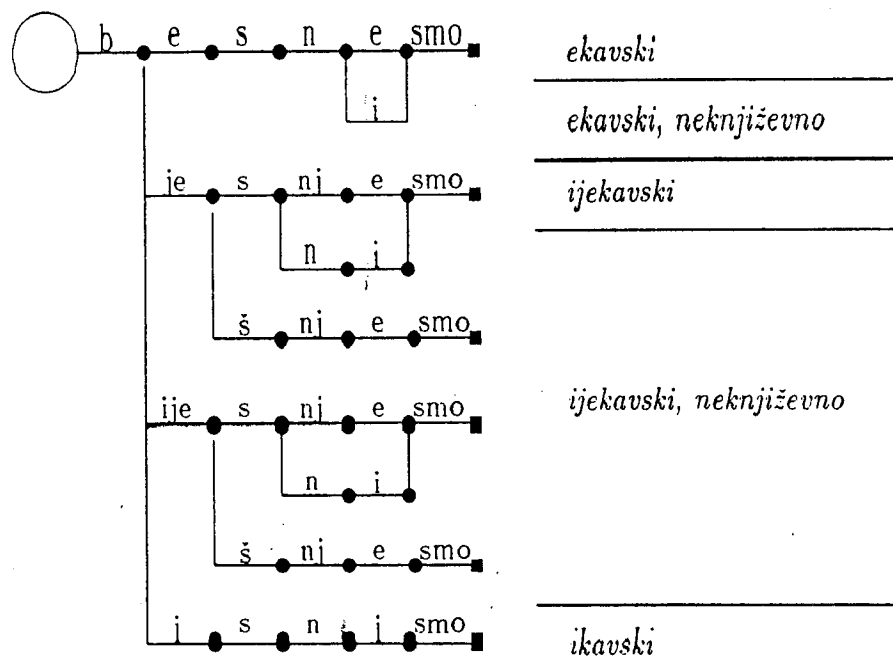 b e s n e smo ekavski
i ekavski, neknjiževno
je s nj e smo ijekavski
n i
š nj e smo
ijekavski, neknjiževno
ije s nj e smo
n i
š nj e smo
i s n i smo ikavski